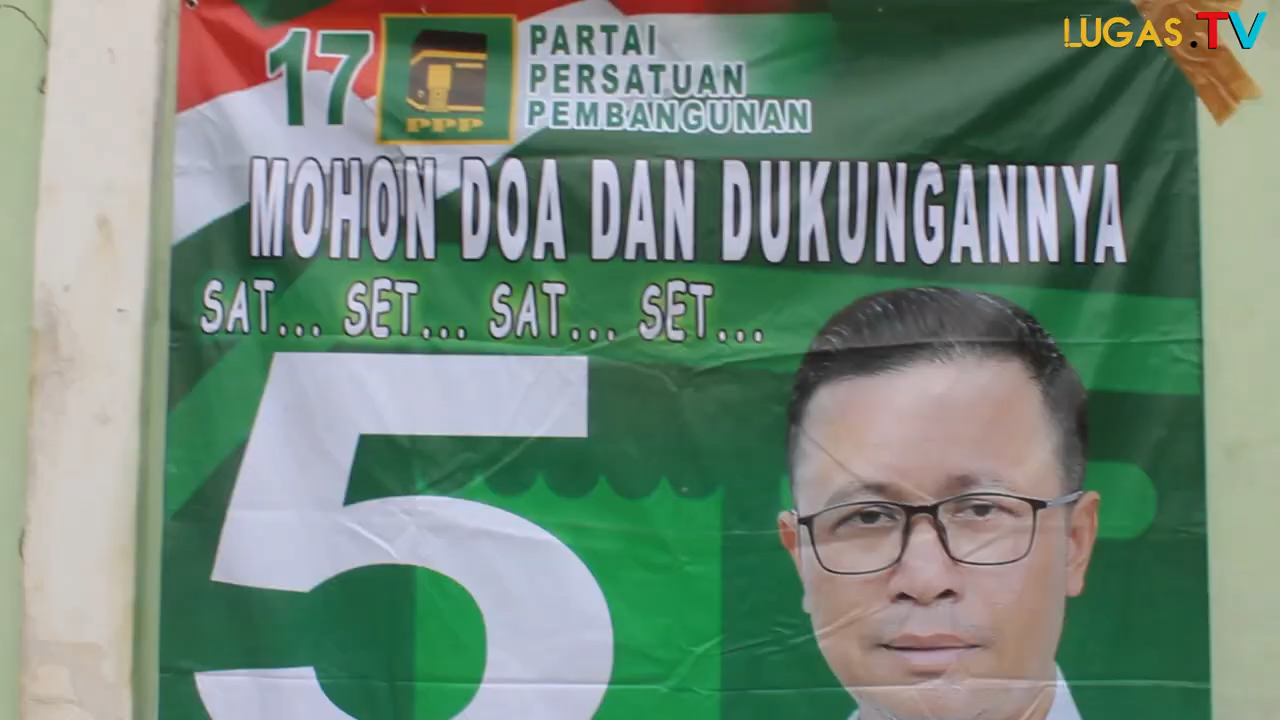 LUGAS.TV
17
PPP
PARTAI
PERSATUAN
PEMBANGUNAN
MOHON DOA DAN DUKUNGANNYA
SAT... SET... SAT... SET...
5